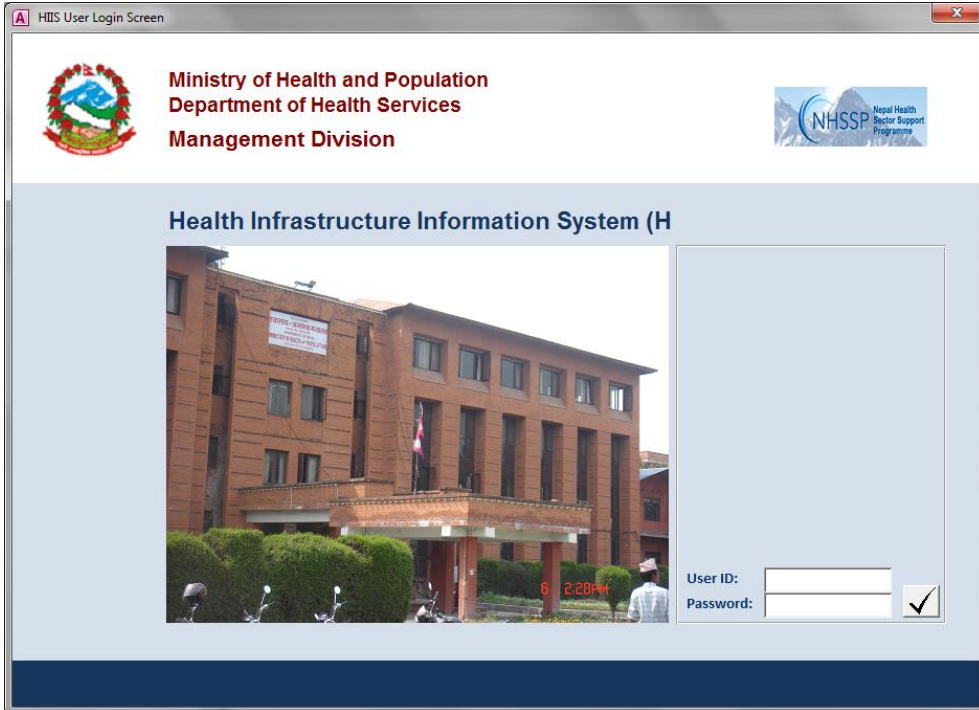 HIIS User Login Screen
Ministry of Health and Population
Department of Health Services
Management Division
NHSSP
Nepal Health
Sector Support
Programme
Health Infrastructure Information System (H
6 2:28PM
User ID:
Password: